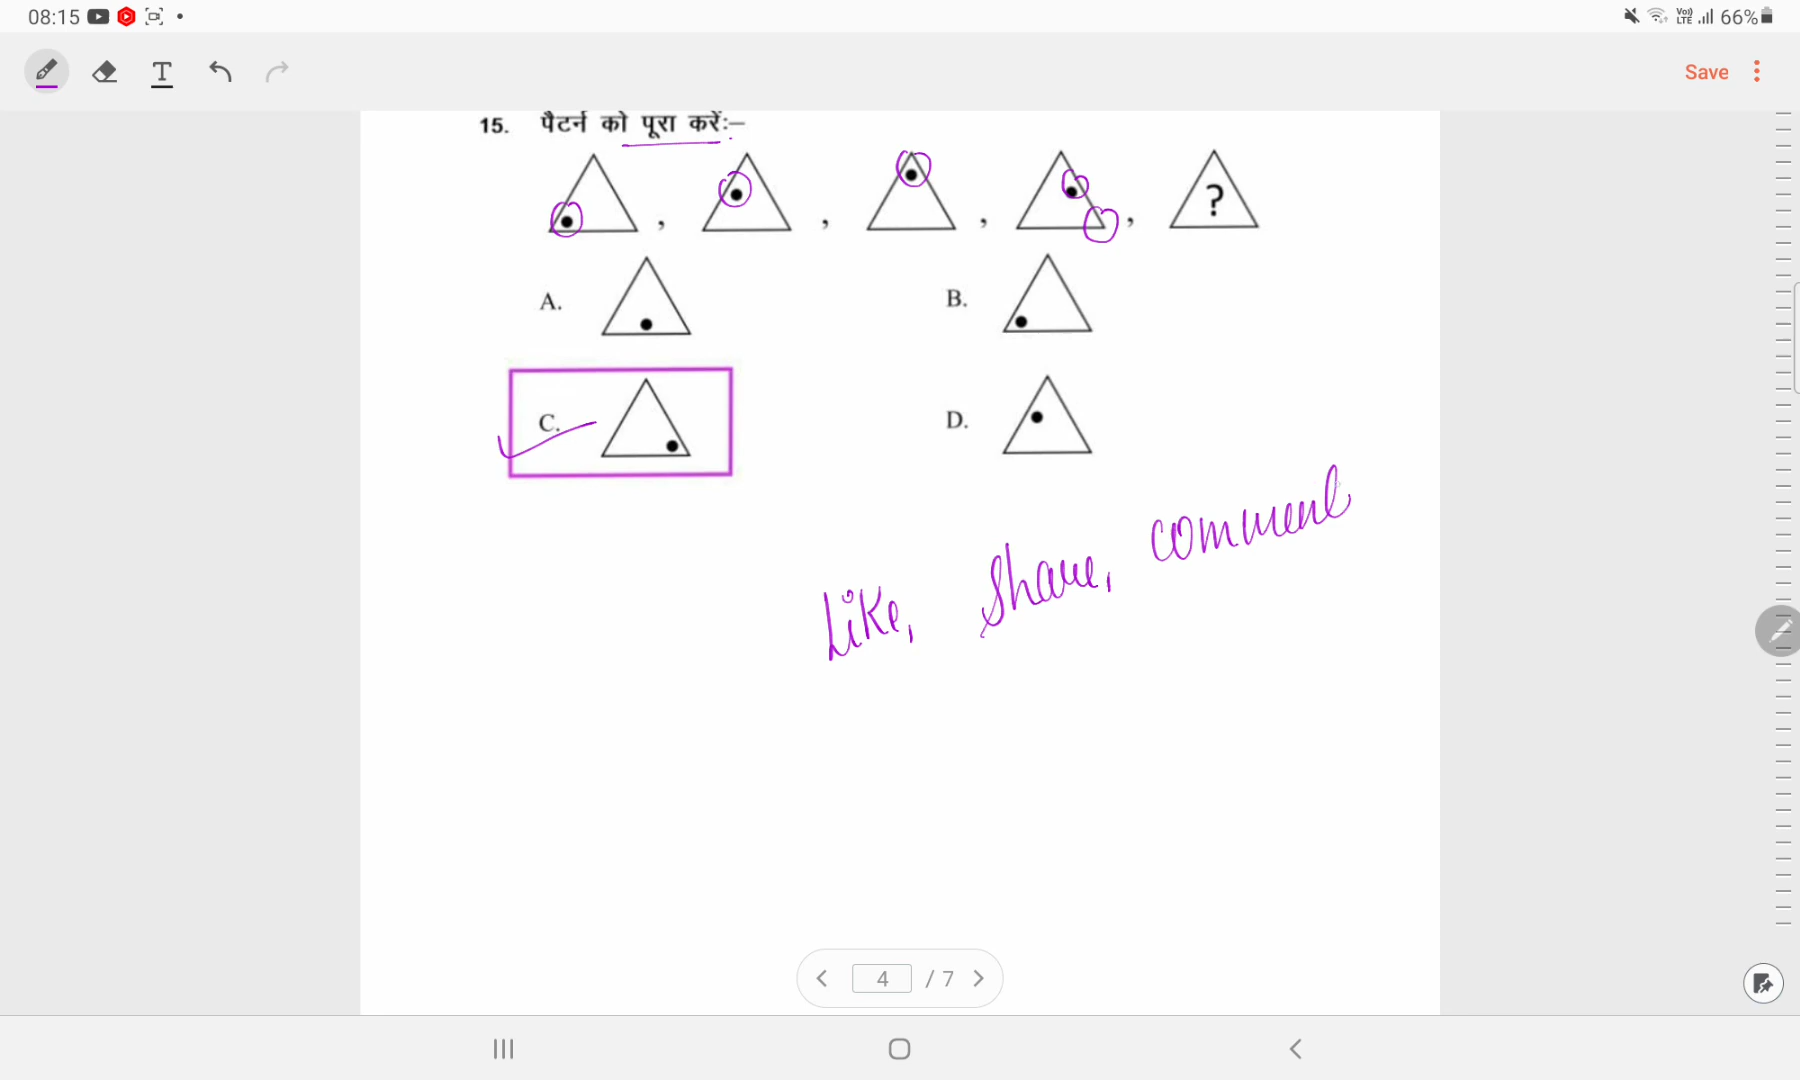 08:15 66%
Save
15. पैटर्न को पूरा करेंः–
, , , , ?
A. B.
C. D.
Like, Share, comment
4 / 7